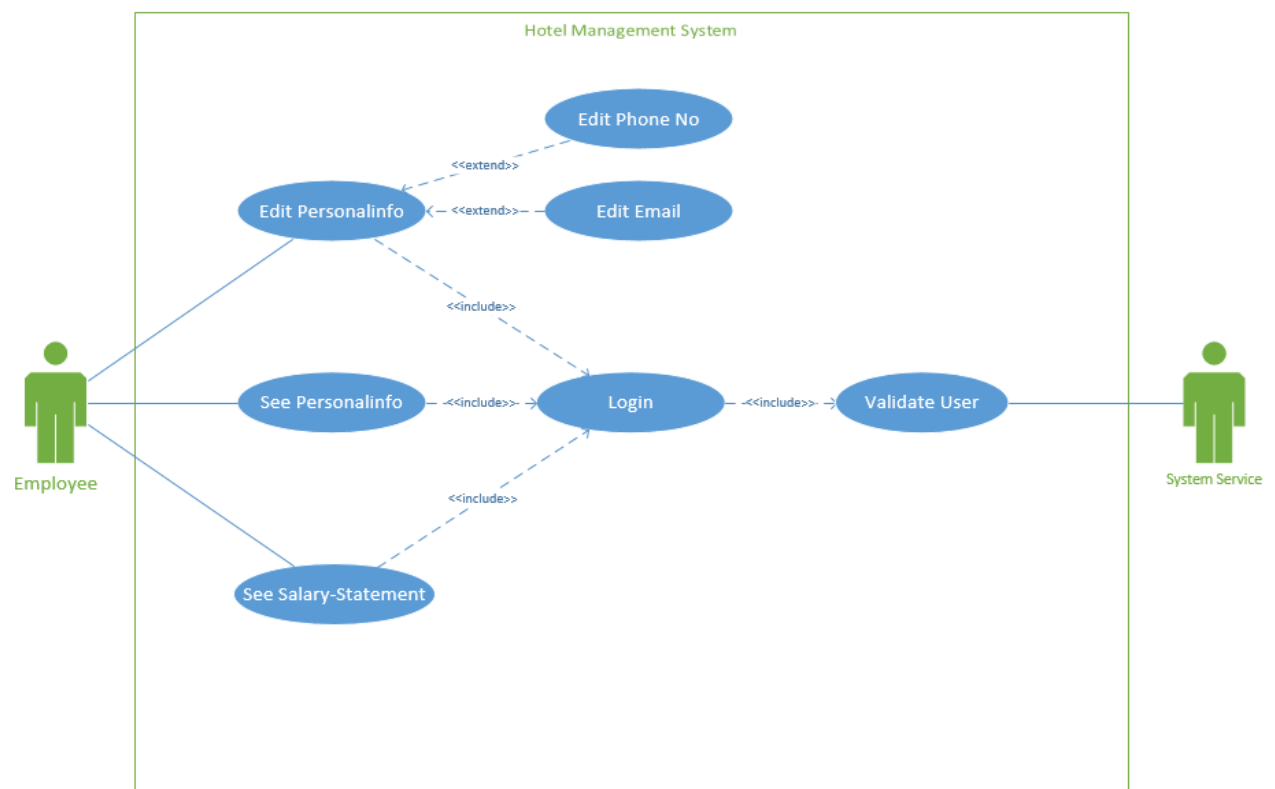 Hotel Management System
Edit Phone No
<<extend>>
Edit Personalinfo
<<extend>>
Edit Email
<<include>>
See Personalinfo
<<include>>
Login
<<include>>
Validate User
Employee
System Service
<<include>>
See Salary-Statement